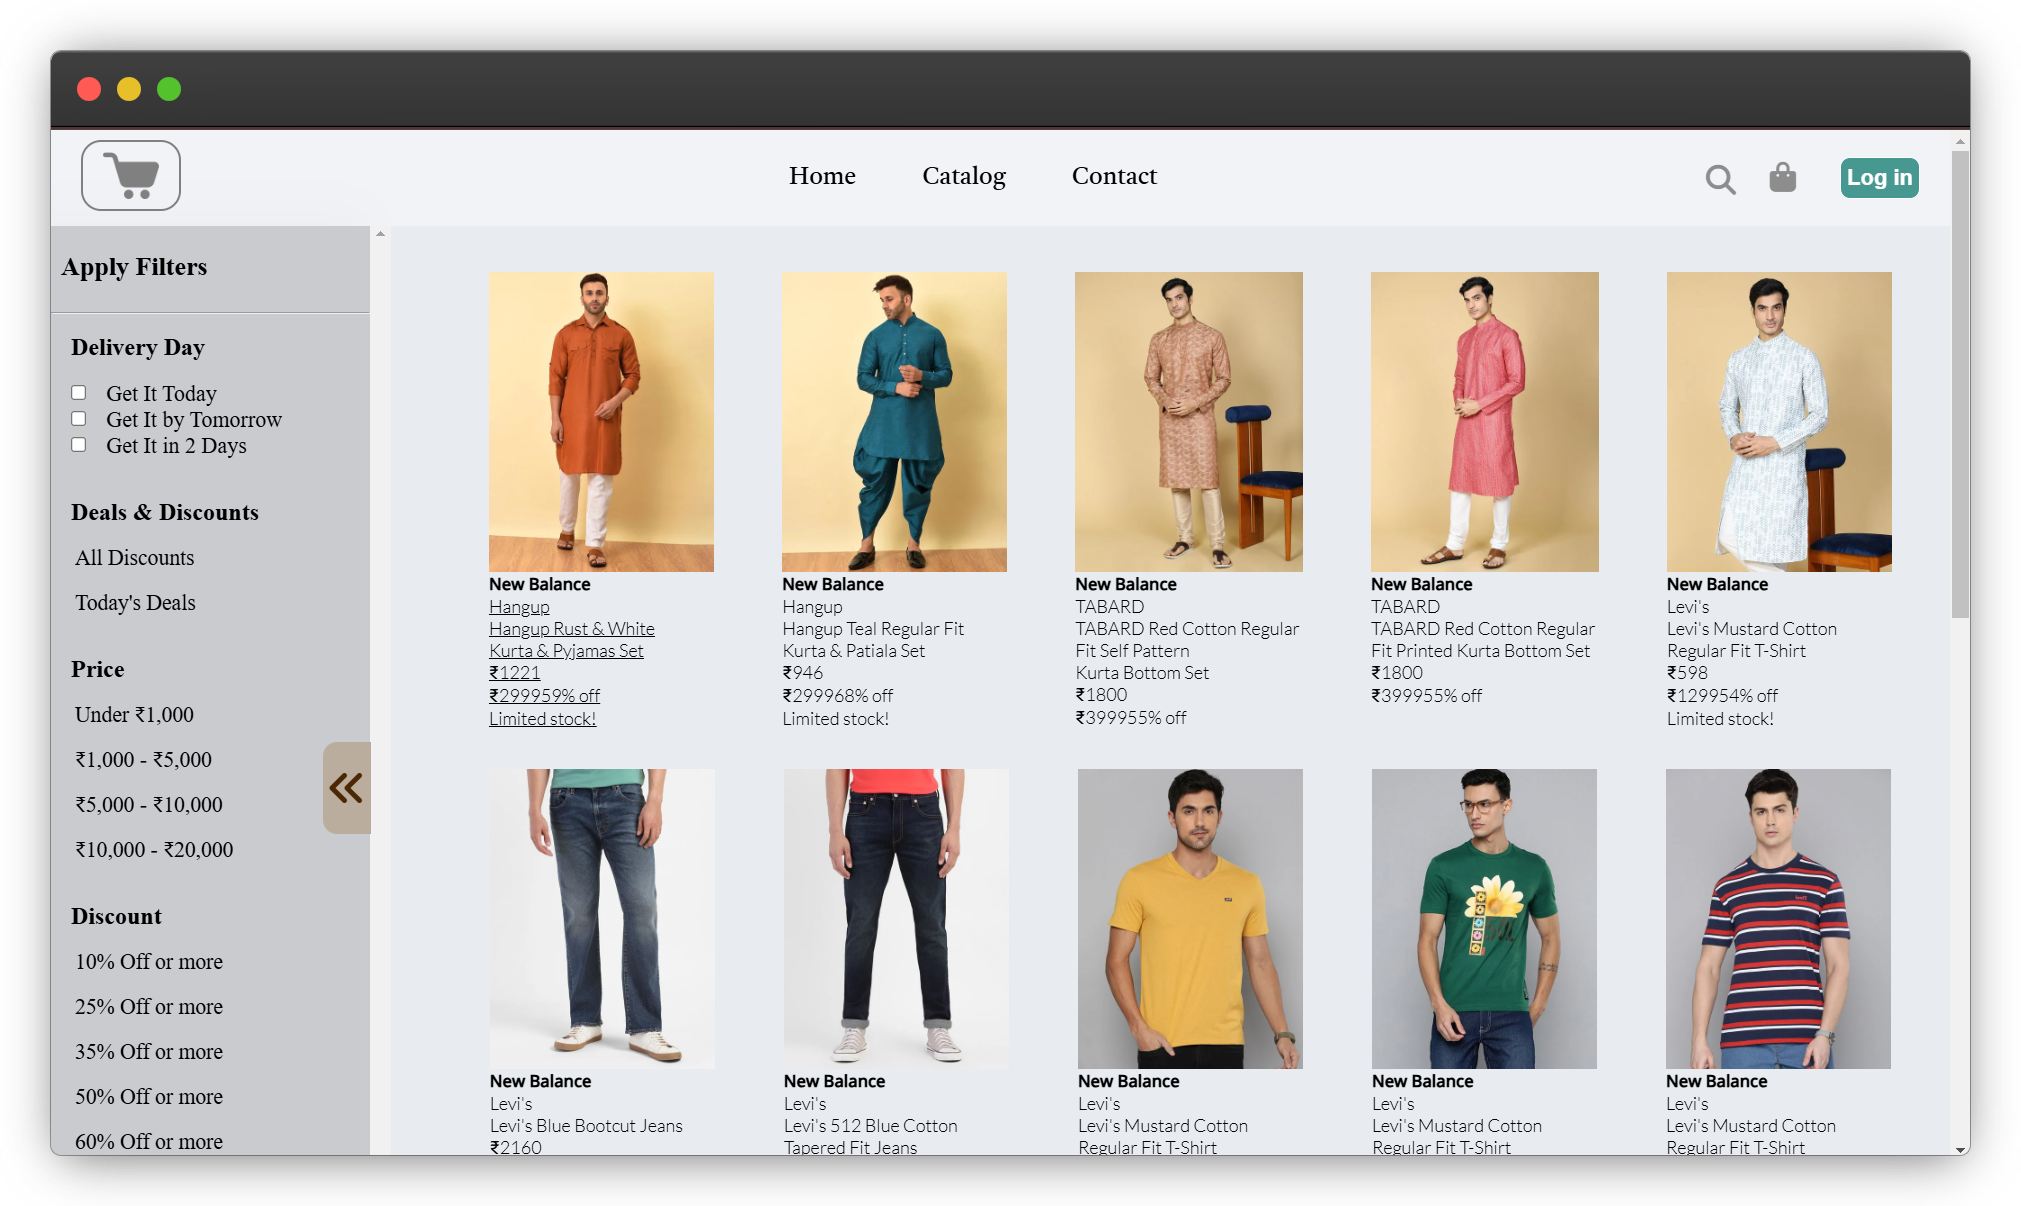 Home
Catalog
Contact
Log in
Apply Filters
Delivery Day
Get It Today
Get It by Tomorrow
Get It in 2 Days
Deals & Discounts
All Discounts
Today's Deals
Price
Under ₹1,000
₹1,000 - ₹5,000
₹5,000 - ₹10,000
₹10,000 - ₹20,000
Discount
10% Off or more
25% Off or more
35% Off or more
50% Off or more
60% Off or more
New Balance
Hangup
Hangup Rust & White
Kurta & Pyjamas Set
₹1221
₹299959% off
Limited stock!
New Balance
Hangup
Hangup Teal Regular Fit
Kurta & Patiala Set
₹946
₹299968% off
Limited stock!
New Balance
TABARD
TABARD Red Cotton Regular
Fit Self Pattern
Kurta Bottom Set
₹1800
₹399955% off
New Balance
TABARD
TABARD Red Cotton Regular
Fit Printed Kurta Bottom Set
₹1800
₹399955% off
New Balance
Levi's
Levi's Mustard Cotton
Regular Fit T-Shirt
₹598
₹129954% off
Limited stock!
New Balance
Levi's
Levi's Blue Bootcut Jeans
₹2160
New Balance
Levi's
Levi's 512 Blue Cotton
Tapered Fit Jeans
New Balance
Levi's
Levi's Mustard Cotton
Regular Fit T-Shirt
New Balance
Levi's
Levi's Mustard Cotton
Regular Fit T-Shirt
New Balance
Levi's
Levi's Mustard Cotton
Regular Fit T-Shirt